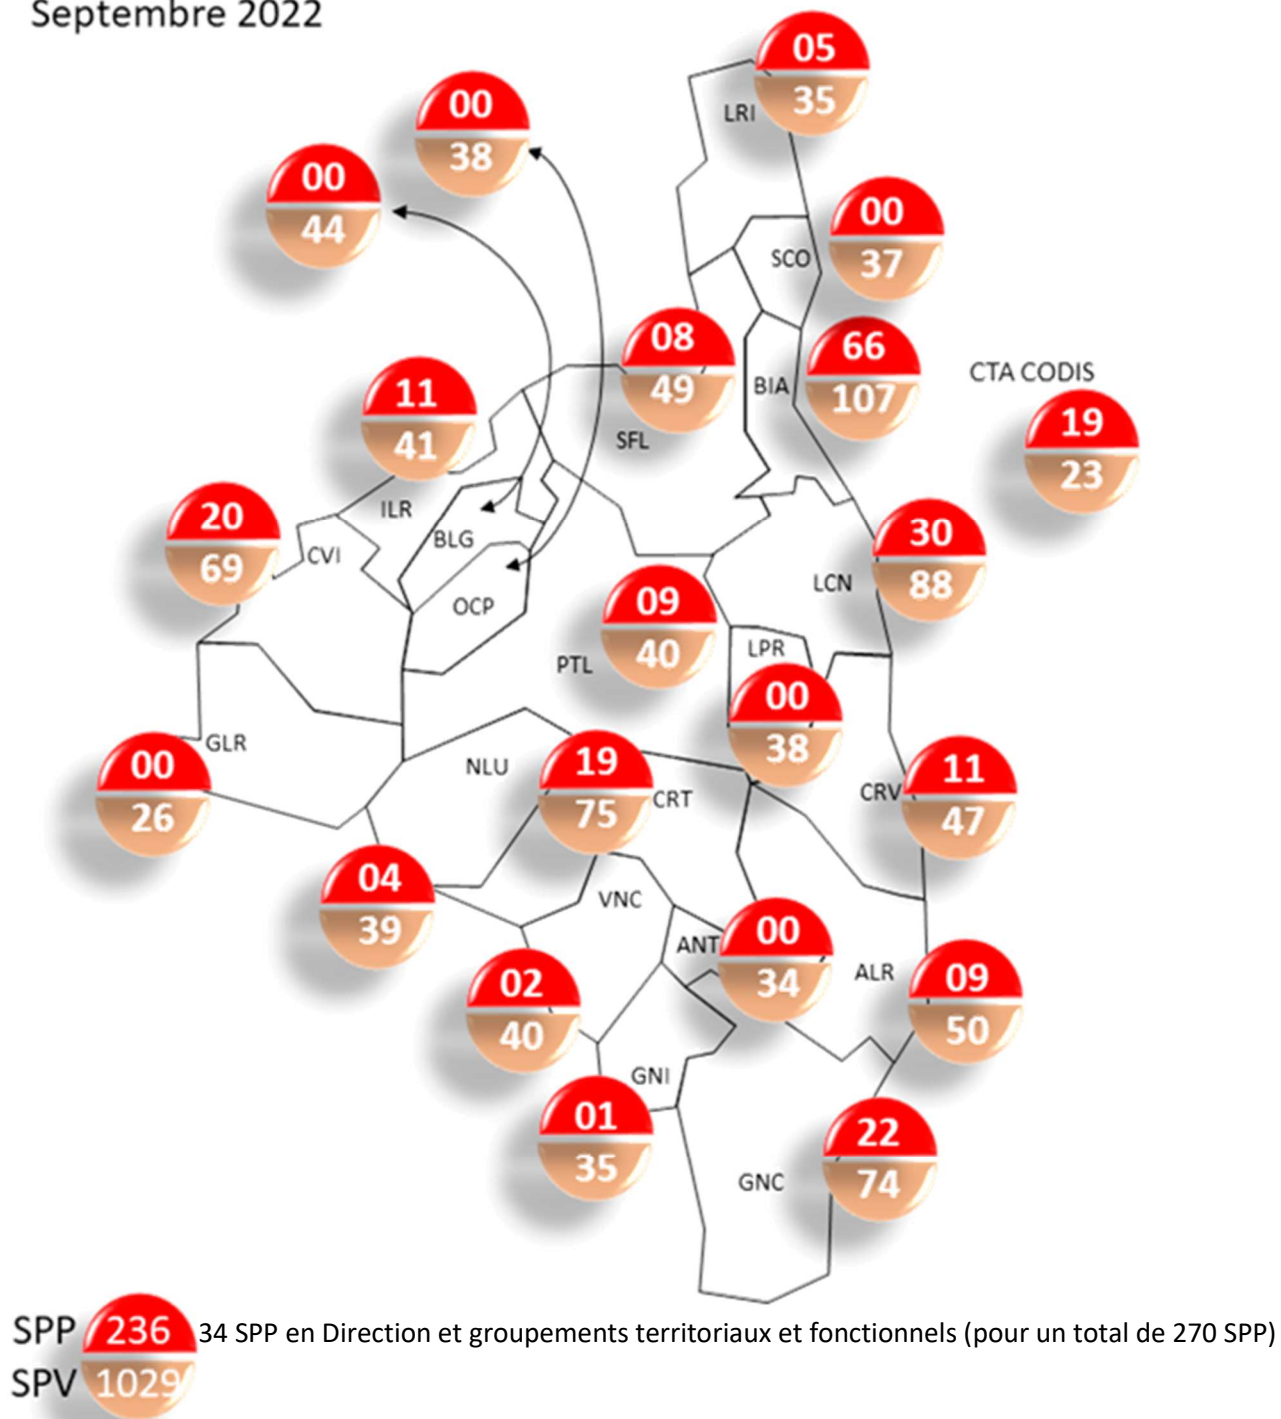 Septembre 2022
05
35
LRI
00
38
00
44
00
37
SCO
08
49
66
107
BIA
CTA CODIS
19
23
11
41
SFL
20
69
ILR
BLG
CVI
30
88
LCN
OCP
09
40
PTL
LPR
00
38
GLR
00
26
NLU
19
75
CRT
CRV
11
47
04
39
VNC
00
34
ANT
ALR
09
50
02
40
GNI
01
35
22
74
GNC
SPP 236 34 SPP en Direction et groupements territoriaux et fonctionnels (pour un total de 270 SPP)
SPV 1029